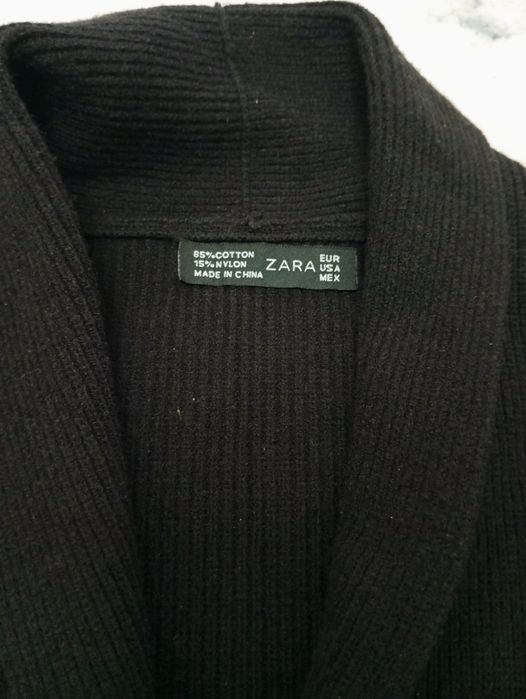 85%COTTON
15%NYLON
MADE IN CHINA
ZARA
EUR
USA
MEX